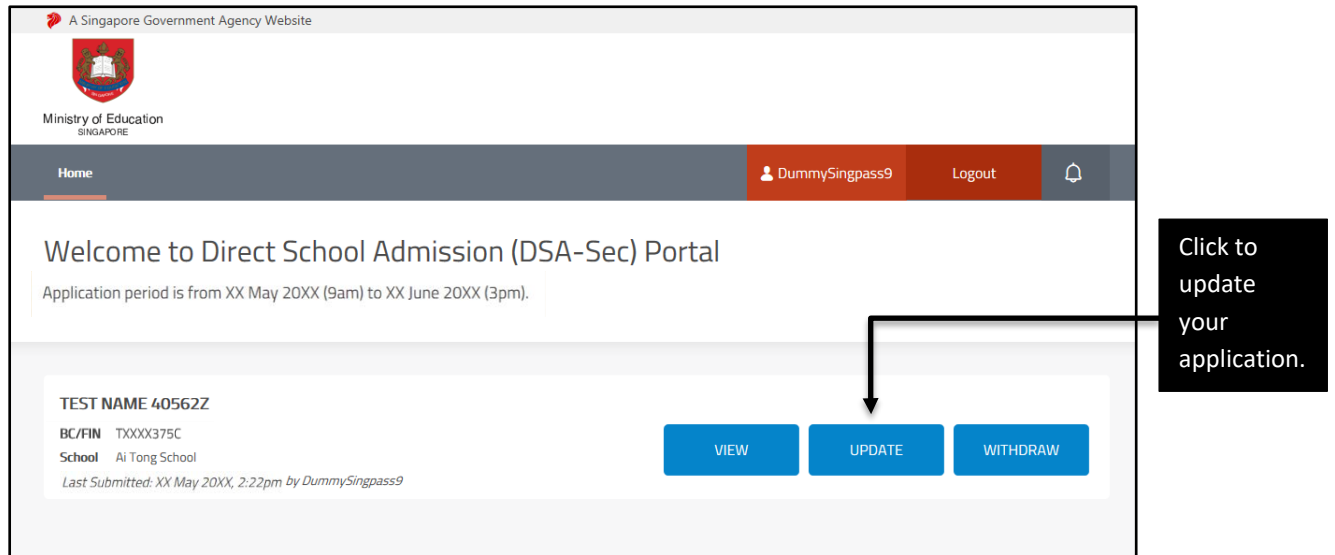 A Singapore Government Agency Website
Ministry of Education
SINGAPORE
Home
DummySingpass9
Logout
Welcome to Direct School Admission (DSA-Sec) Portal
Application period is from XX May 20XX (9am) to XX June 20XX (3pm).
Click to
update
your
application.
TEST NAME 40562Z
BC/FIN TXXXX375C
School Ai Tong School
Last Submitted: XX May 20XX, 2:22pm by DummySingpass9
VIEW
UPDATE
WITHDRAW